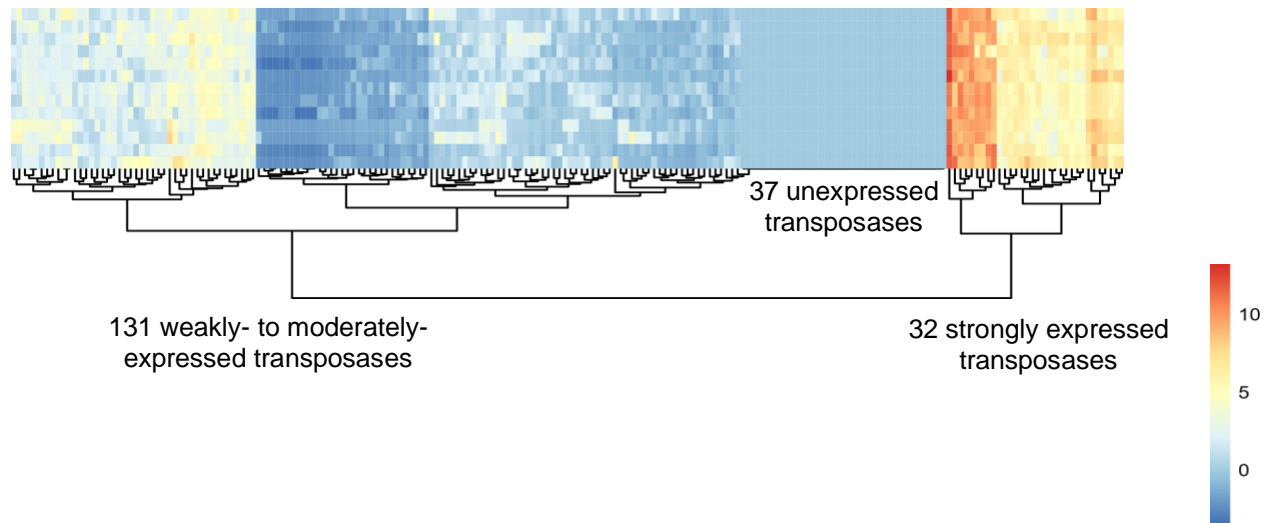 37 unexpressed
transposases
131 weakly- to moderately-
expressed transposases
32 strongly expressed
transposases
10
5
0